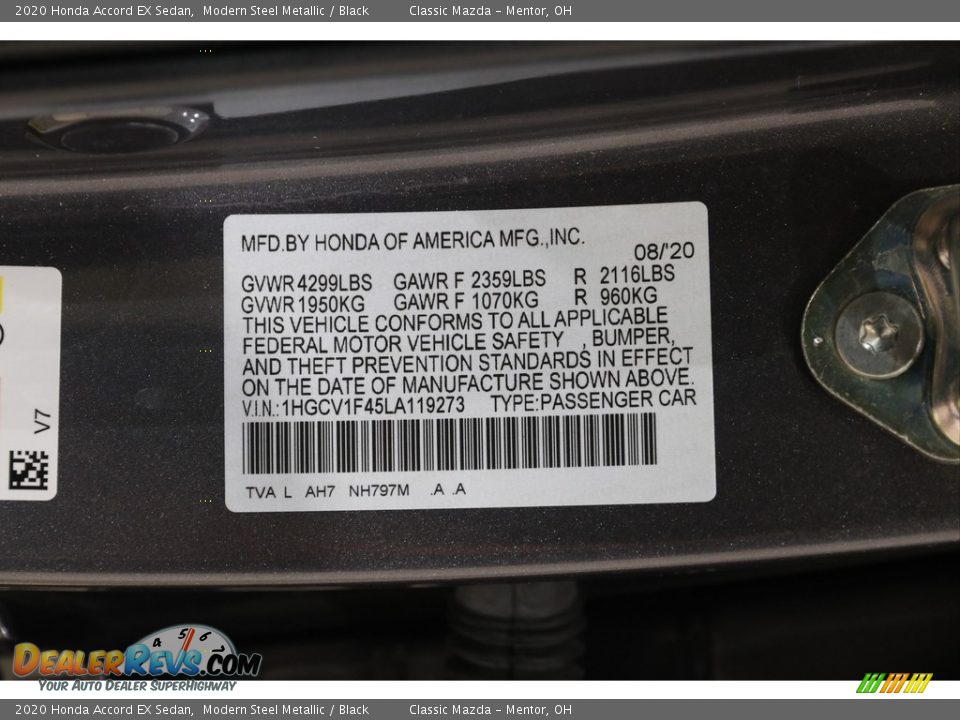 2020 Honda Accord EX Sedan, Modern Steel Metallic / Black Classic Mazda - Mentor, OH
MFD.BY HONDA OF AMERICA MFG.,INC.
08/'20
GVWR 4299LBS GAWR F 2359LBS R 2116LBS
GVWR 1950KG GAWR F 1070KG R 960KG
THIS VEHICLE CONFORMS TO ALL APPLICABLE
FEDERAL MOTOR VEHICLE SAFETY , BUMPER,
AND THEFT PREVENTION STANDARDS IN EFFECT
ON THE DATE OF MANUFACTURE SHOWN ABOVE.
V.I.N.:1HGCV1F45LA119273 TYPE:PASSENGER CAR
TVA L AH7 NH797M .A .A
V7
4 5 6
DEALERREVS.COM
YOUR AUTO DEALER SUPERHIGHWAY
2020 Honda Accord EX Sedan, Modern Steel Metallic / Black Classic Mazda - Mentor, OH